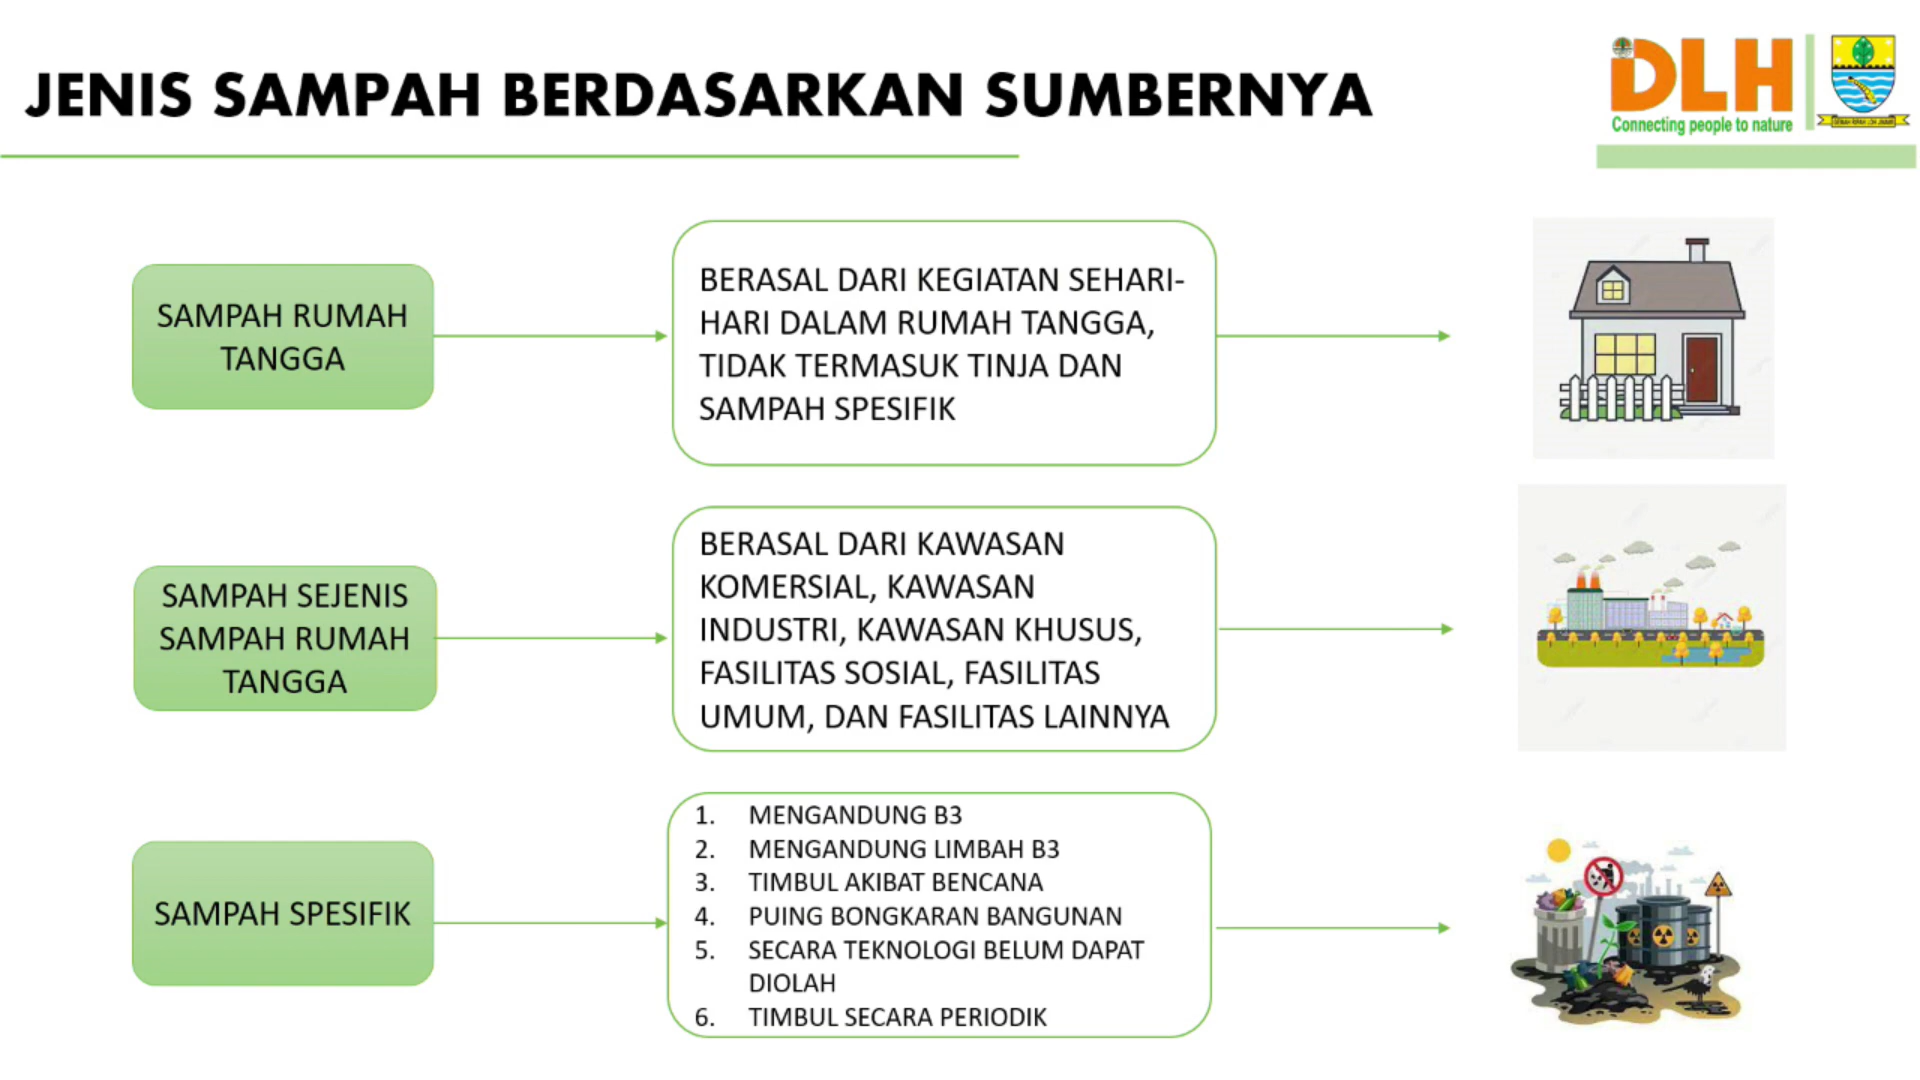 JENIS SAMPAH BERDASARKAN SUMBERNYA
DLH
Connecting people to nature
SAMPAH RUMAH
TANGGA
BERASAL DARI KEGIATAN SEHARI-
HARI DALAM RUMAH TANGGA,
TIDAK TERMASUK TINJA DAN
SAMPAH SPESIFIK
SAMPAH SEJENIS
SAMPAH RUMAH
TANGGA
BERASAL DARI KAWASAN
KOMERSIAL, KAWASAN
INDUSTRI, KAWASAN KHUSUS,
FASILITAS SOSIAL, FASILITAS
UMUM, DAN FASILITAS LAINNYA
SAMPAH SPESIFIK
1. MENGANDUNG B3
2. MENGANDUNG LIMBAH B3
3. TIMBUL AKIBAT BENCANA
4. PUING BONGKARAN BANGUNAN
5. SECARA TEKNOLOGI BELUM DAPAT
DIOLAH
6. TIMBUL SECARA PERIODIK